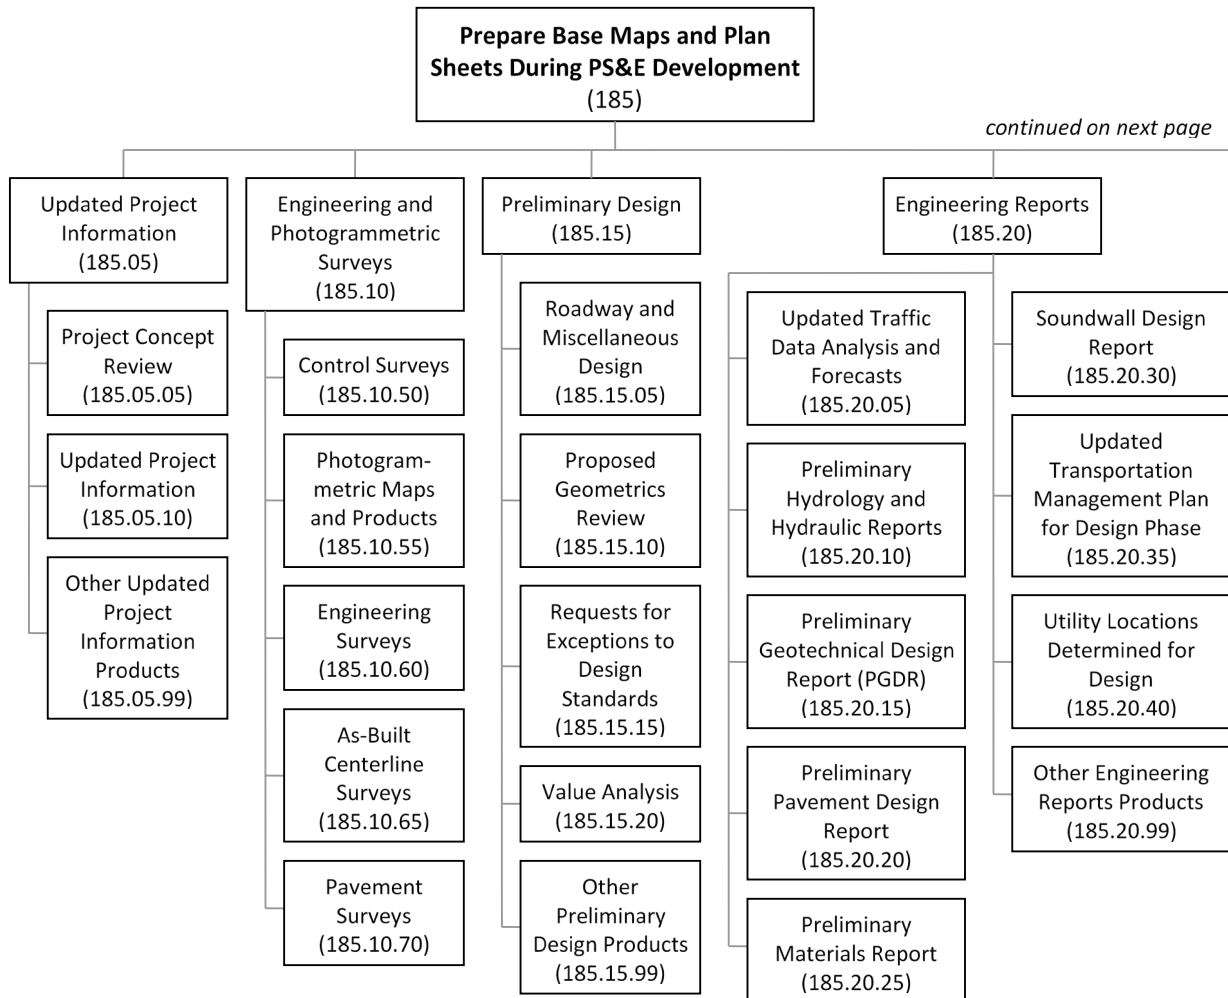 Prepare Base Maps and Plan
Sheets During PS&E Development
(185)
continued on next page
Updated Project
Information
(185.05)
Project Concept
Review
(185.05.05)
Updated Project
Information
(185.05.10)
Other Updated
Project
Information
Products
(185.05.99)
Engineering and
Photogrammetric
Surveys
(185.10)
Control Surveys
(185.10.50)
Photogram-
metric Maps
and Products
(185.10.55)
Engineering
Surveys
(185.10.60)
As-Built
Centerline
Surveys
(185.10.65)
Pavement
Surveys
(185.10.70)
Preliminary Design
(185.15)
Roadway and
Miscellaneous
Design
(185.15.05)
Proposed
Geometrics
Review
(185.15.10)
Requests for
Exceptions to
Design
Standards
(185.15.15)
Value Analysis
(185.15.20)
Other
Preliminary
Design Products
(185.15.99)
Engineering Reports
(185.20)
Updated Traffic
Data Analysis and
Forecasts
(185.20.05)
Preliminary
Hydrology and
Hydraulic Reports
(185.20.10)
Preliminary
Geotechnical Design
Report (PGDR)
(185.20.15)
Preliminary
Pavement Design
Report
(185.20.20)
Preliminary
Materials Report
(185.20.25)
Soundwall Design
Report
(185.20.30)
Updated
Transportation
Management Plan
for Design Phase
(185.20.35)
Utility Locations
Determined for
Design
(185.20.40)
Other Engineering
Reports Products
(185.20.99)